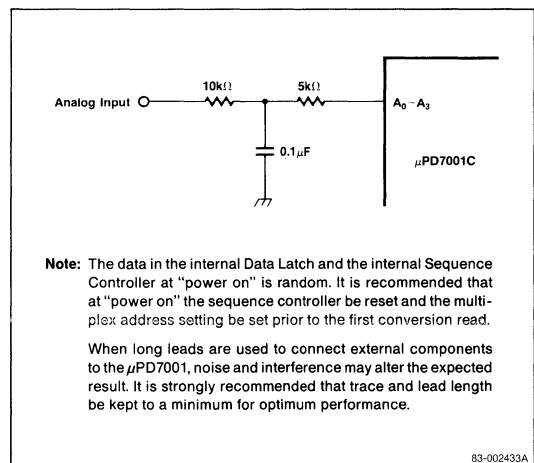 10kΩ 5kΩ
Analog Input A0-A3
0.1μF
μPD7001C
Note: The data in the internal Data Latch and the internal Sequence
Controller at "power on" is random. It is recommended that
at "power on" the sequence controller be reset and the multi-
plex address setting be set prior to the first conversion read.
When long leads are used to connect external components
to the μPD7001, noise and interference may alter the expected
result. It is strongly recommended that trace and lead length
be kept to a minimum for optimum performance.
83-002433A